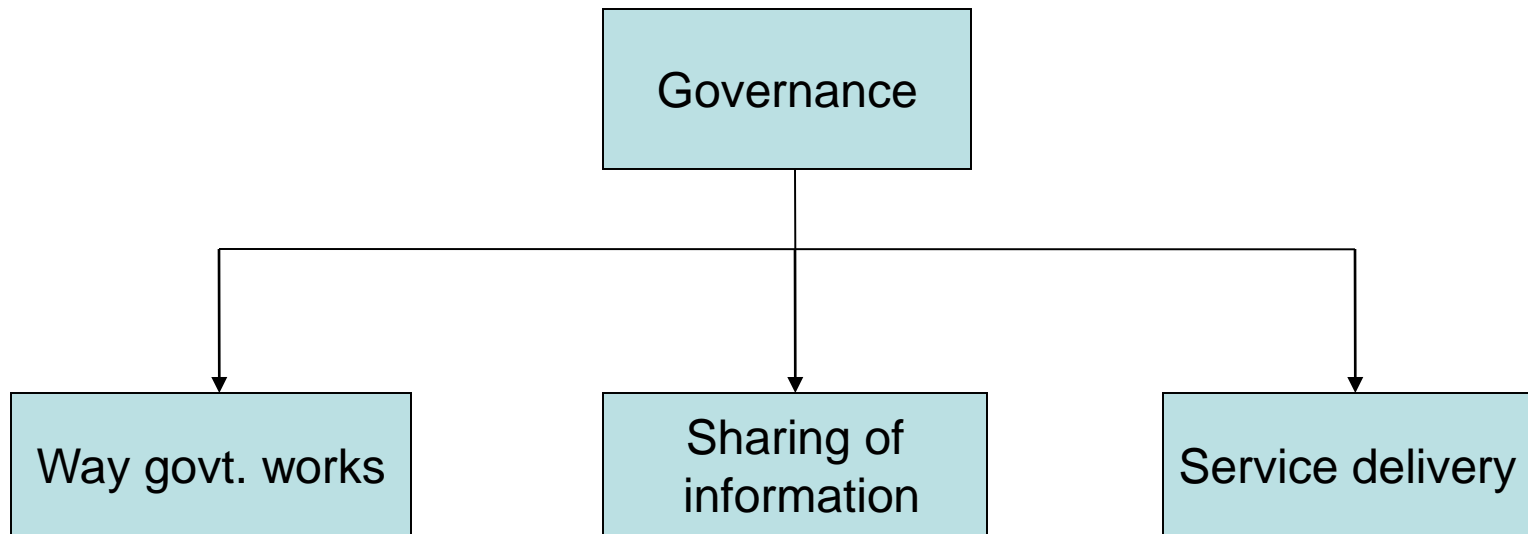 Governance
Way govt. works
Sharing of
information
Service delivery